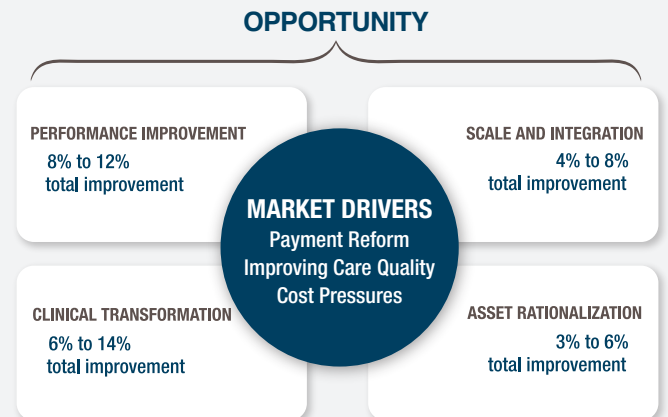 OPPORTUNITY
PERFORMANCE IMPROVEMENT
8% to 12%
total improvement
SCALE AND INTEGRATION
4% to 8%
total improvement
MARKET DRIVERS
Payment Reform
Improving Care Quality
Cost Pressures
CLINICAL TRANSFORMATION
6% to 14%
total improvement
ASSET RATIONALIZATION
3% to 6%
total improvement